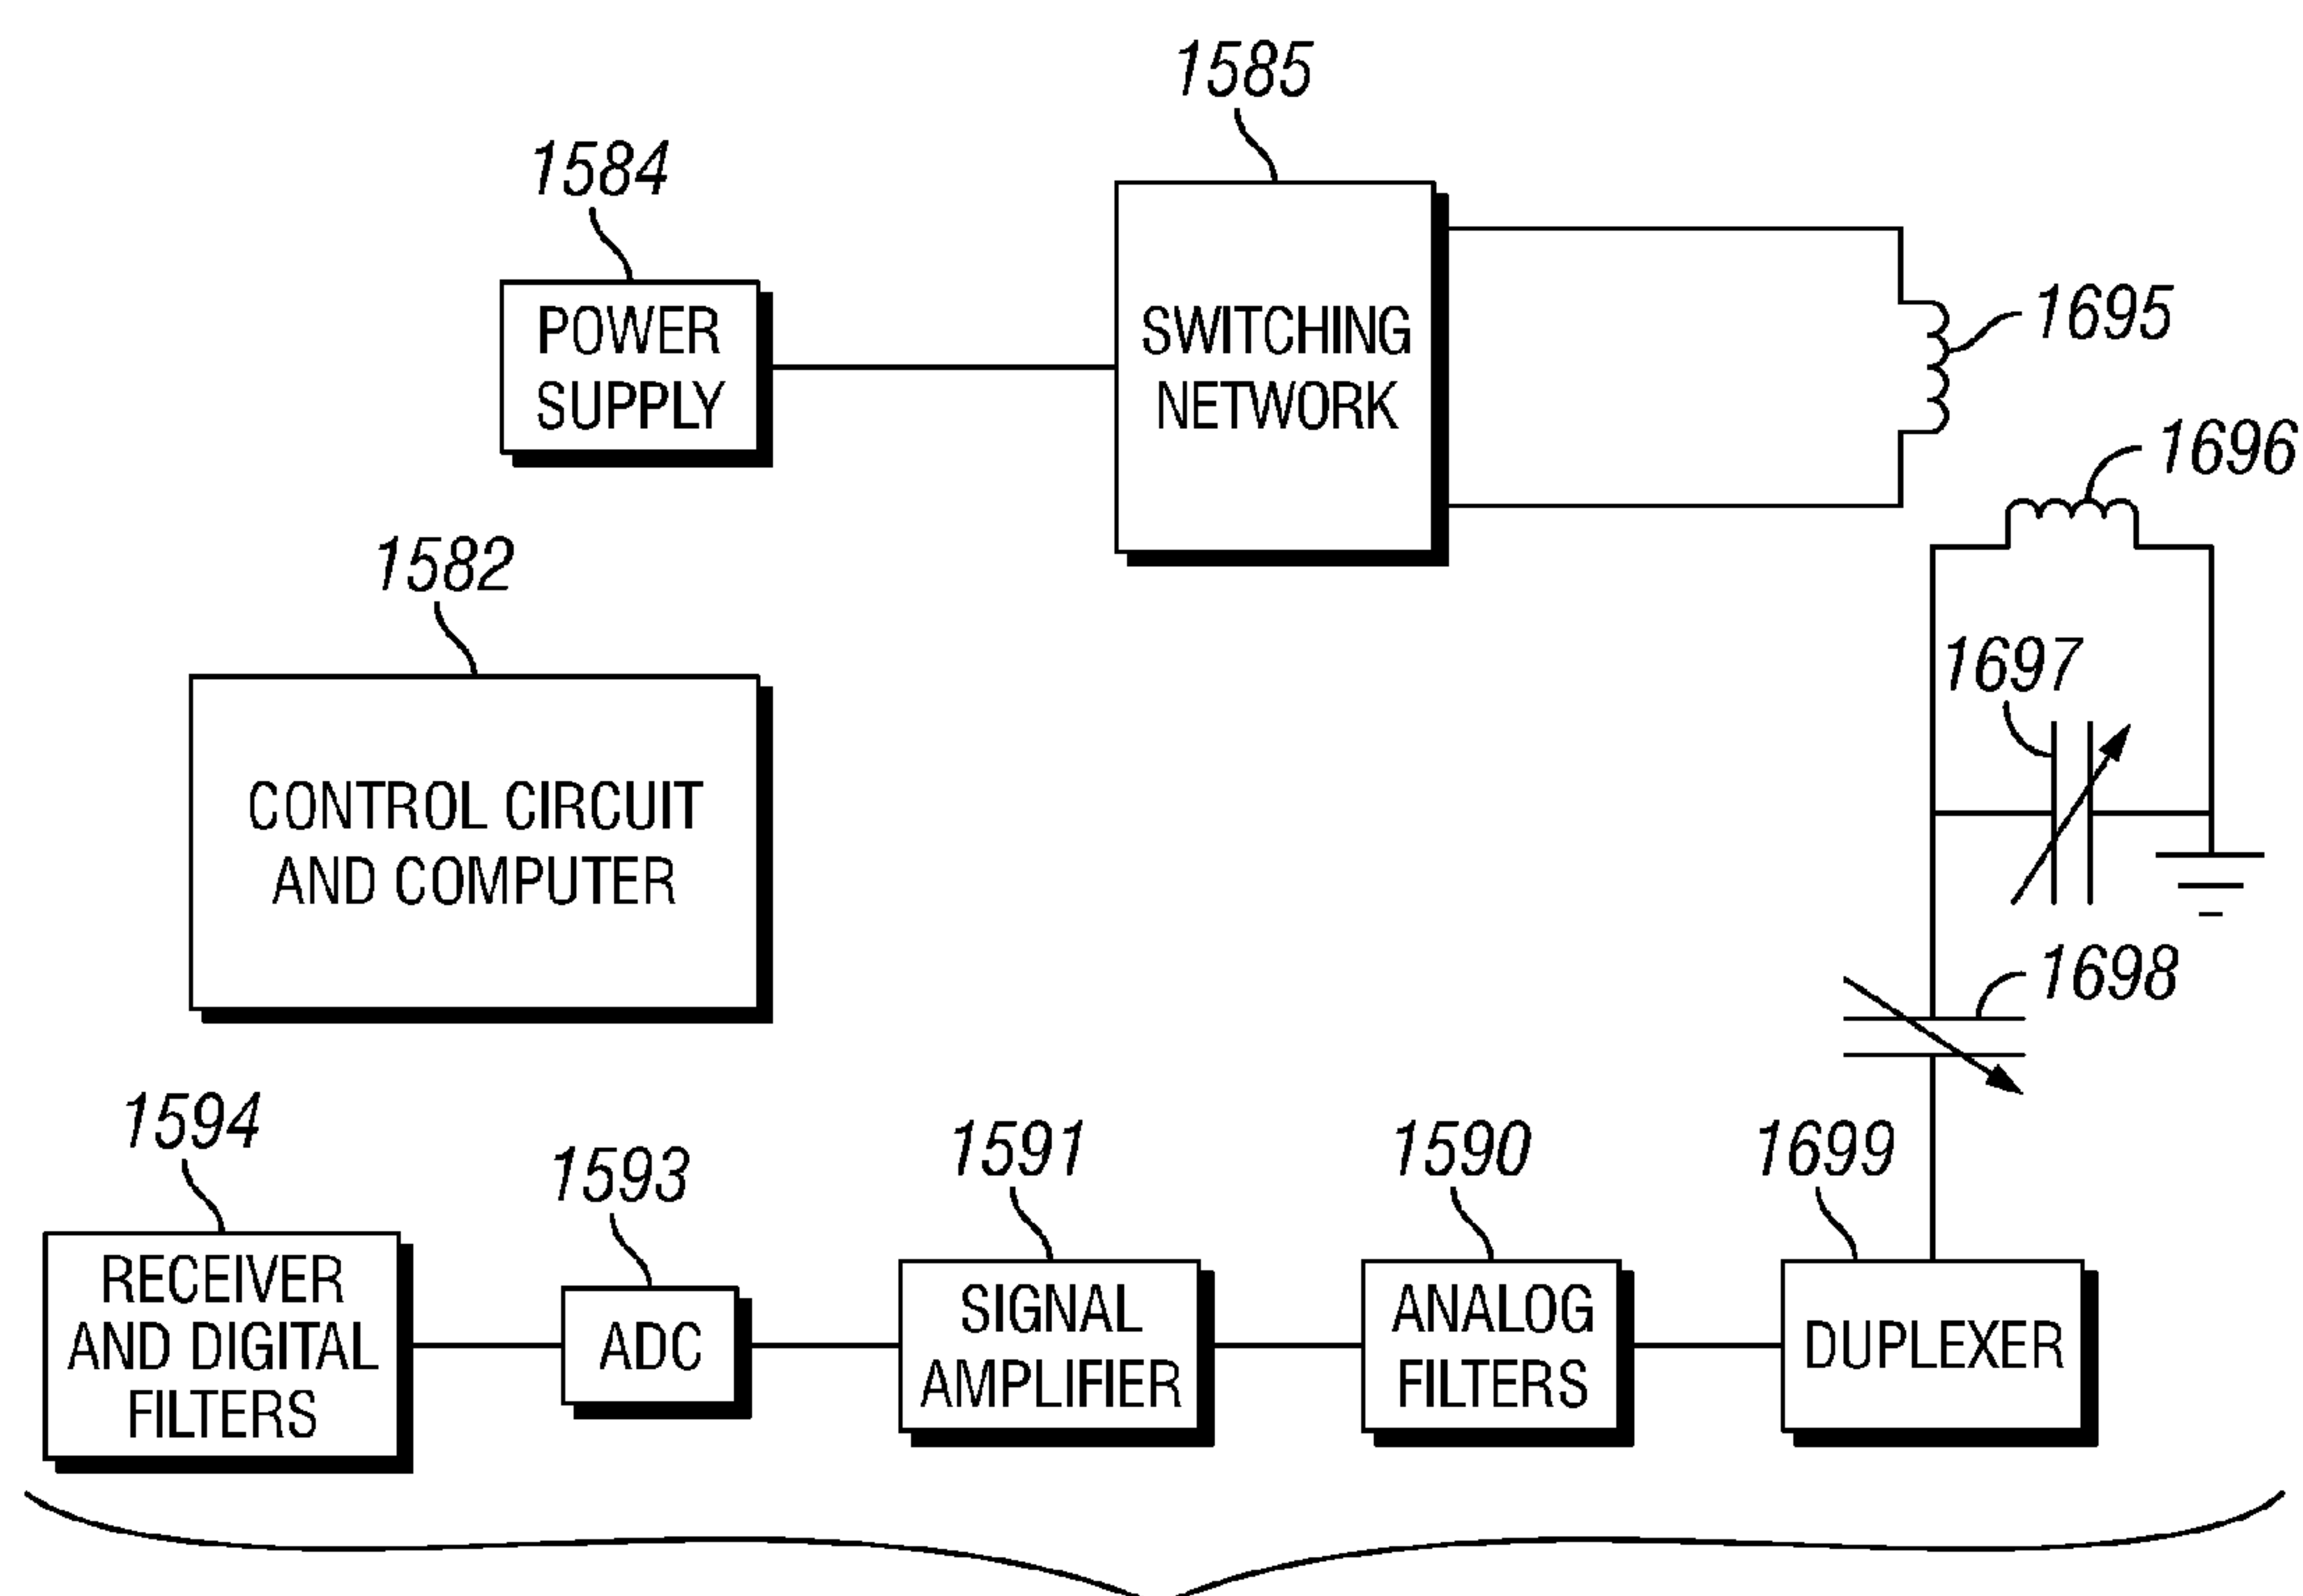 1585
1584
POWER
SUPPLY
SWITCHING
NETWORK
1695
1696
1582
CONTROL CIRCUIT
AND COMPUTER
1697
1698
1594
RECEIVER
AND DIGITAL
FILTERS
1593
ADC
1591
SIGNAL
AMPLIFIER
1590
ANALOG
FILTERS
1699
DUPLEXER